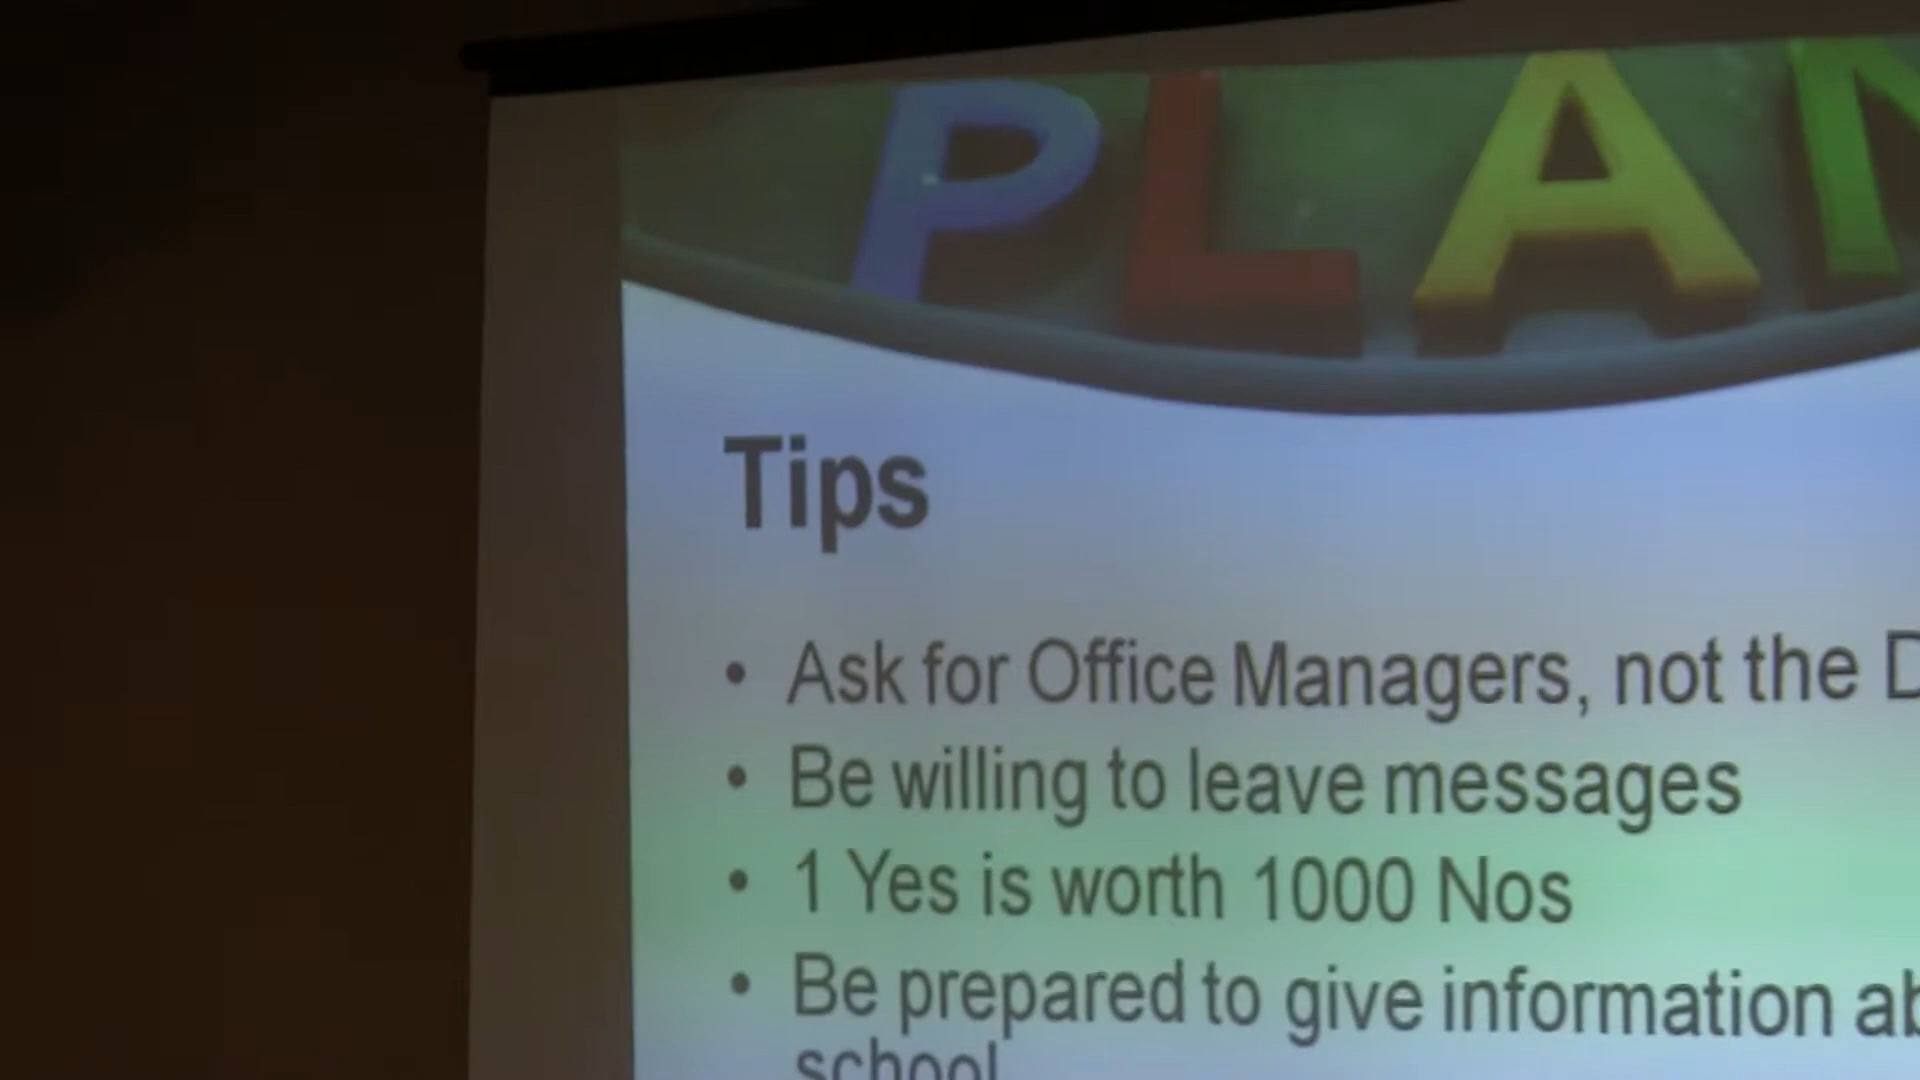 PLAN
Tips
• Ask for Office Managers, not the
• Be willing to leave messages
• 1 Yes is worth 1000 Nos
• Be prepared to give information
school